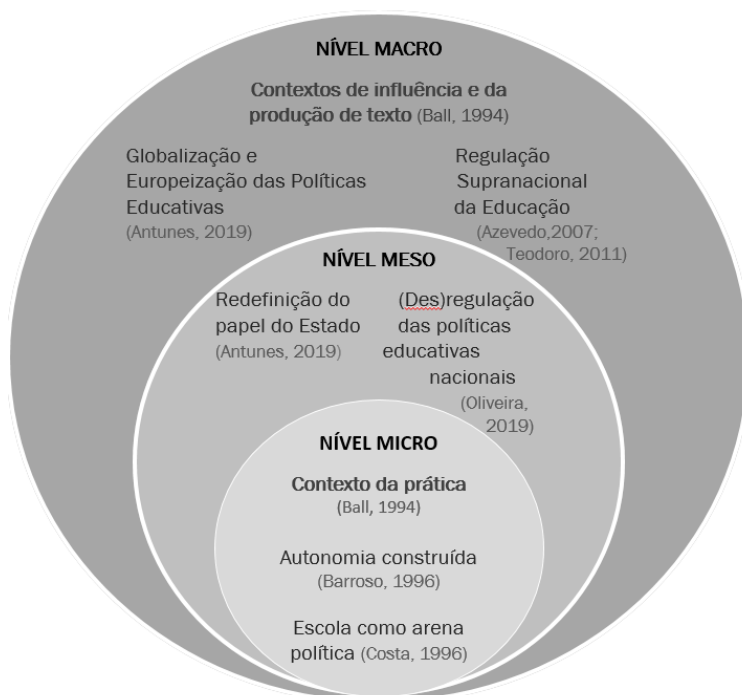 NÍVEL MACRO
Contextos de influência e da
produção de texto (Ball, 1994)
Globalização e
Europeização das Políticas
Educativas
(Antunes, 2019)
Regulação
Supranacional
da Educação
(Azevedo,2007;
Teodoro, 2011)
NÍVEL MESO
Redefinição do
papel do Estado
(Antunes, 2019)
(Des)regulação
das políticas
educativas
nacionais
(Oliveira,
2019)
NÍVEL MICRO
Contexto da prática
(Ball, 1994)
Autonomia construída
(Barroso, 1996)
Escola como arena
política (Costa, 1996)